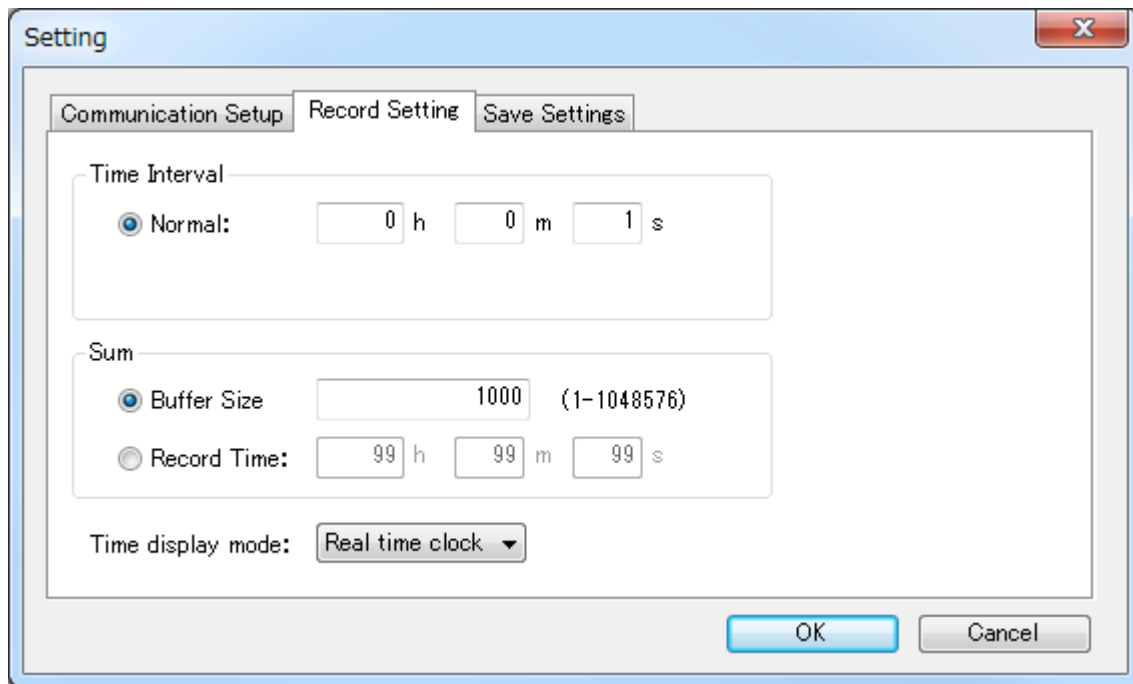 Setting
Communication Setup Record Setting Save Settings
Time Interval
Normal: 0 h 0 m 1 s
Sum
Buffer Size 1000 (1-1048576)
Record Time: 99 h 99 m 99 s
Time display mode: Real time clock
OK Cancel